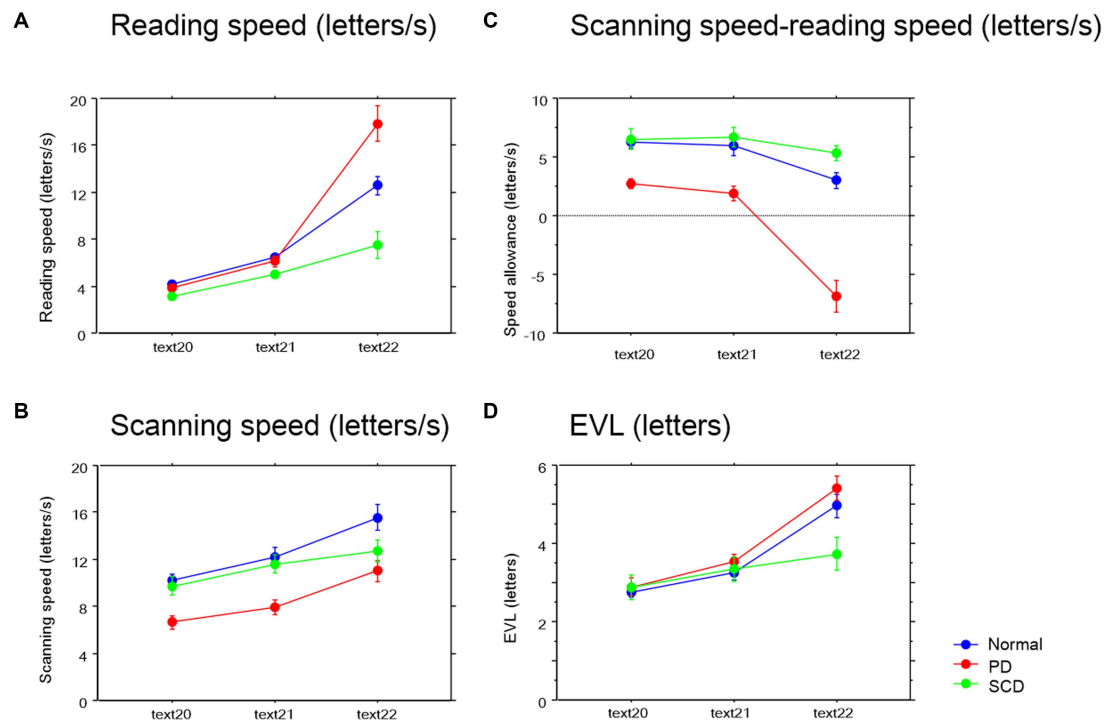 A
Reading speed (letters/s)
20
16
12
8
4
0
Reading speed (letters/s)
text20
text21
text22
B
Scanning speed (letters/s)
20
16
12
8
4
0
Scanning speed (letters/s)
text20
text21
text22
C
Scanning speed-reading speed (letters/s)
10
5
0
-5
-10
Speed allowance (letters/s)
text20
text21
text22
D
EVL (letters)
6
4
2
0
EVL (letters)
text20
text21
text22
Normal
PD
SCD